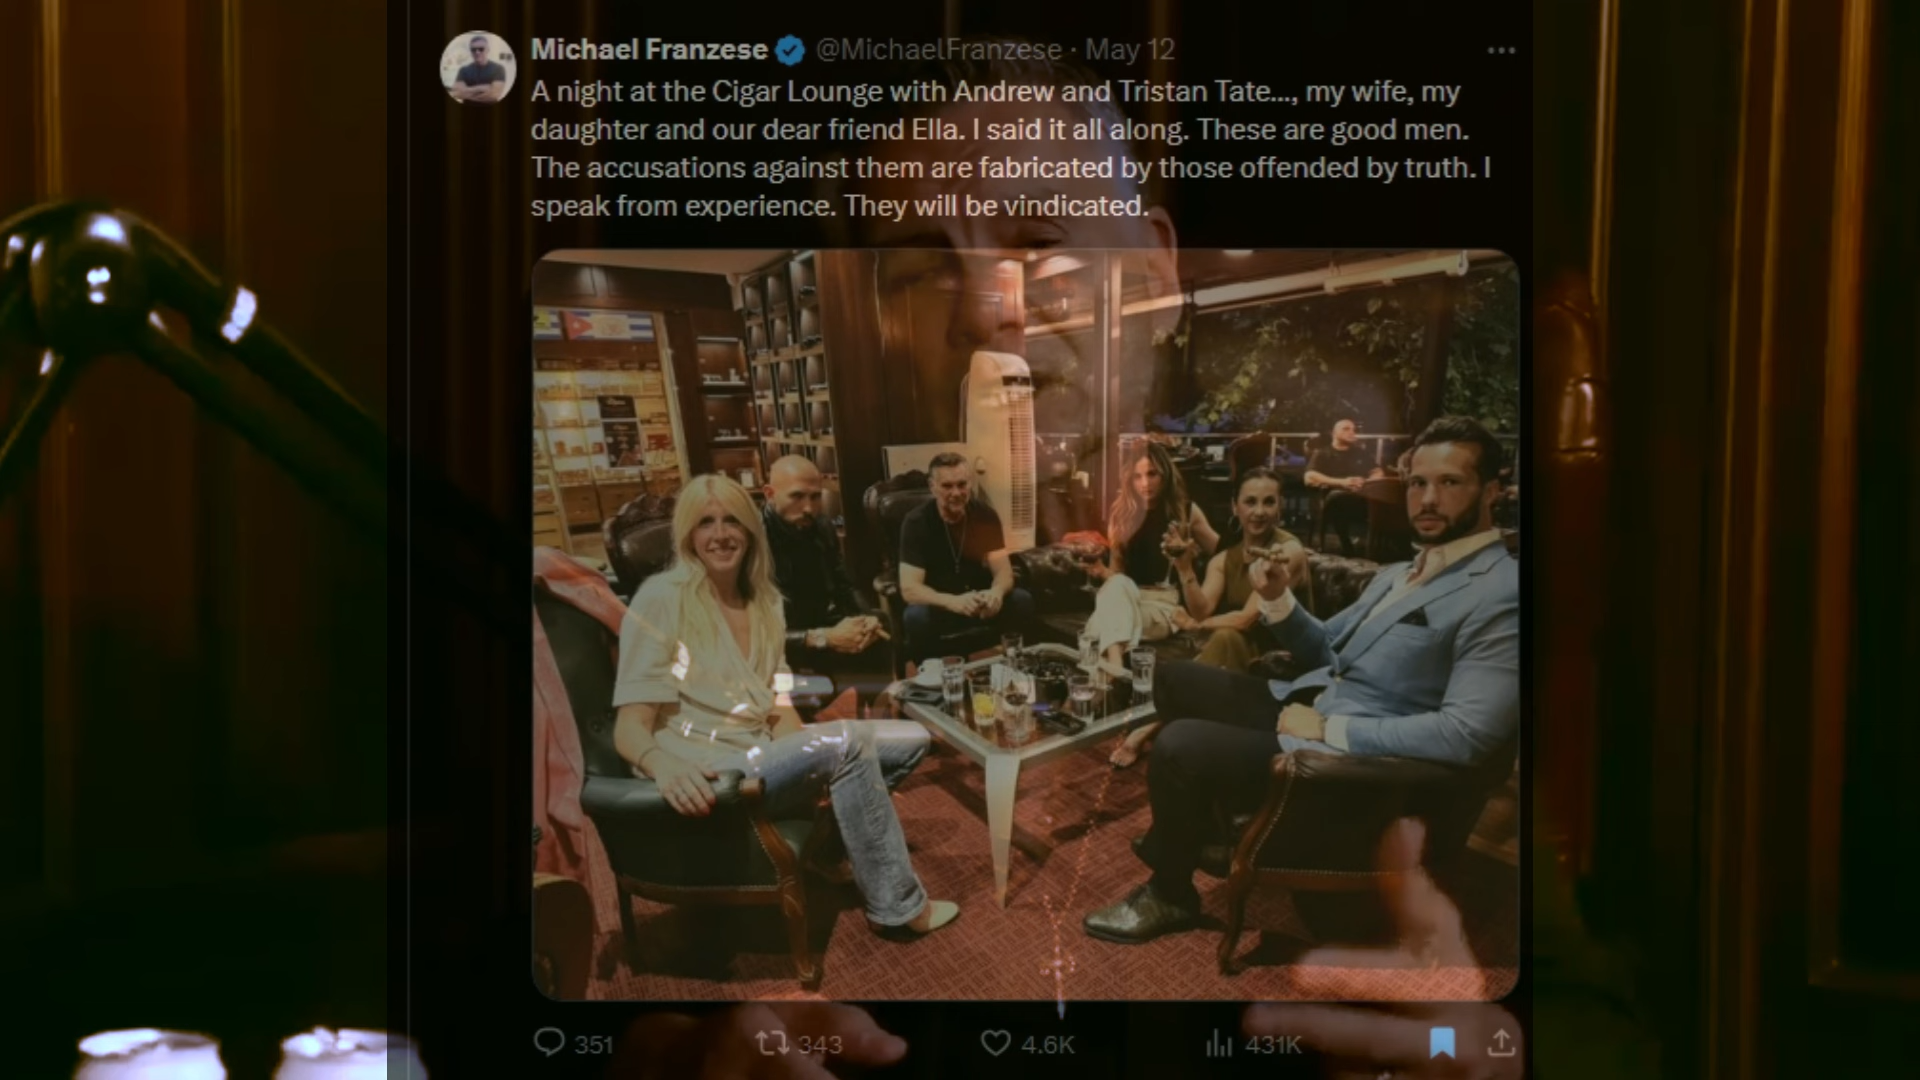 Michael Franzese @MichaelFranzese · May 12
A night at the Cigar Lounge with Andrew and Tristan Tate..., my wife, my
daughter and our dear friend Ella. I said it all along. These are good men.
The accusations against them are fabricated by those offended by truth. I
speak from experience. They will be vindicated.
351 343 4.6K 431K